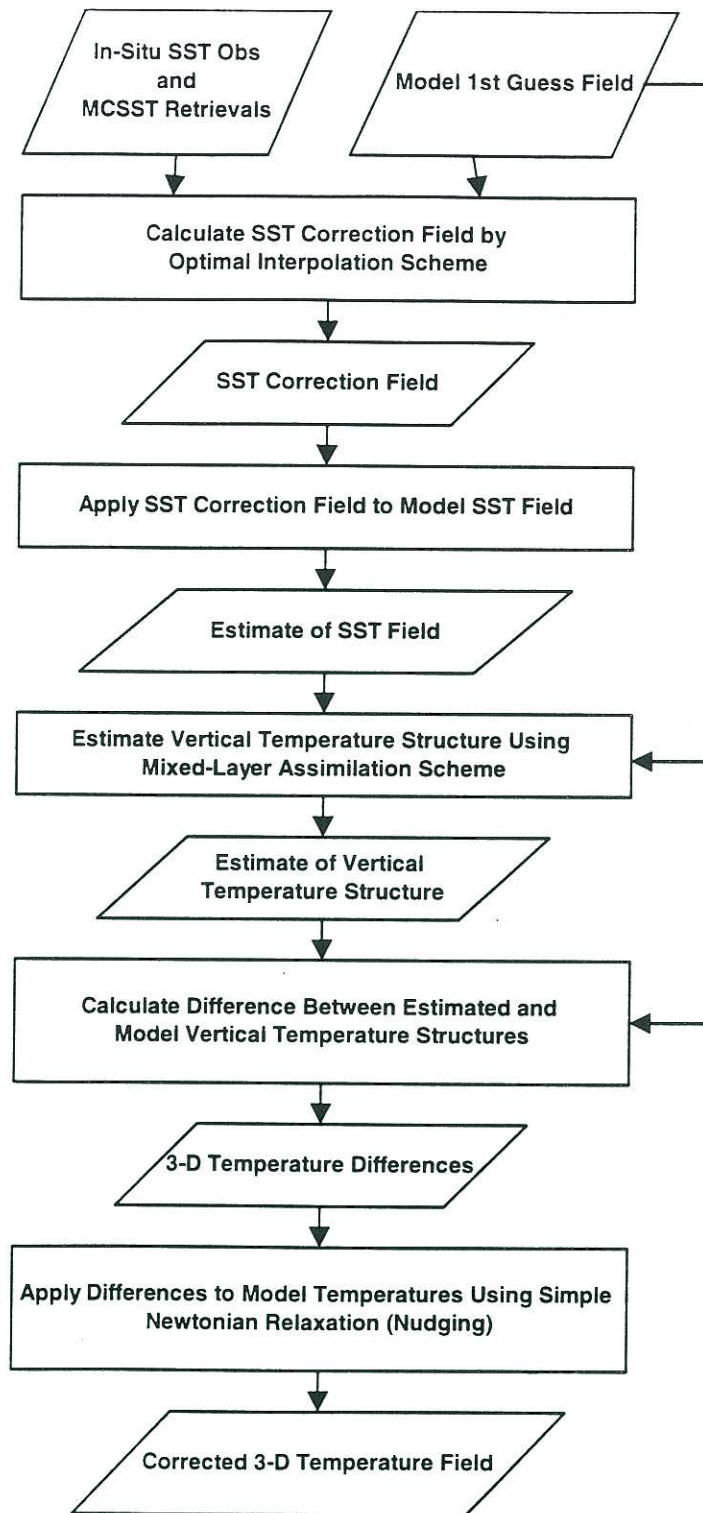 In-Situ SST Obs
and
MCSST Retrievals
Model 1st Guess Field
Calculate SST Correction Field by
Optimal Interpolation Scheme
SST Correction Field
Apply SST Correction Field to Model SST Field
Estimate of SST Field
Estimate Vertical Temperature Structure Using
Mixed-Layer Assimilation Scheme
Estimate of Vertical
Temperature Structure
Calculate Difference Between Estimated and
Model Vertical Temperature Structures
3-D Temperature Differences
Apply Differences to Model Temperatures Using Simple
Newtonian Relaxation (Nudging)
Corrected 3-D Temperature Field